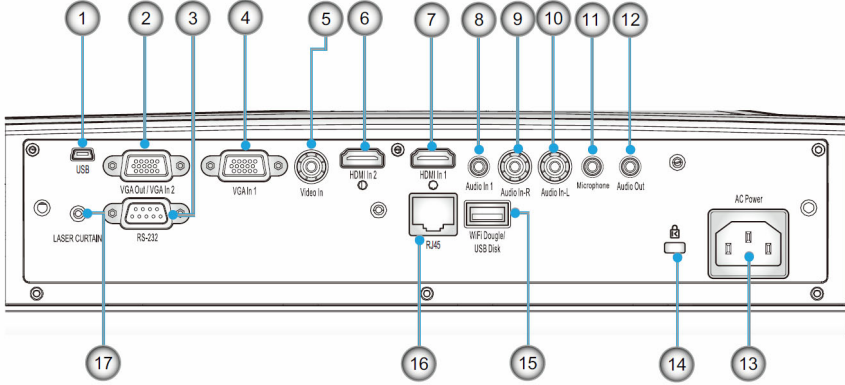 1 2 3 4 5 6 7 8 9 10 11 12
USB
VGA Out / VGA In 2
VGA In 1
Video In
HDMI In 2
HDMI In 1
Audio In 1
Audio In-R
Audio In-L
Microphone
Audio Out
AC Power
LASER CURTAIN
RS-232
RJ45
WiFi Dougle/
USB Disk
K
17 16 15 14 13